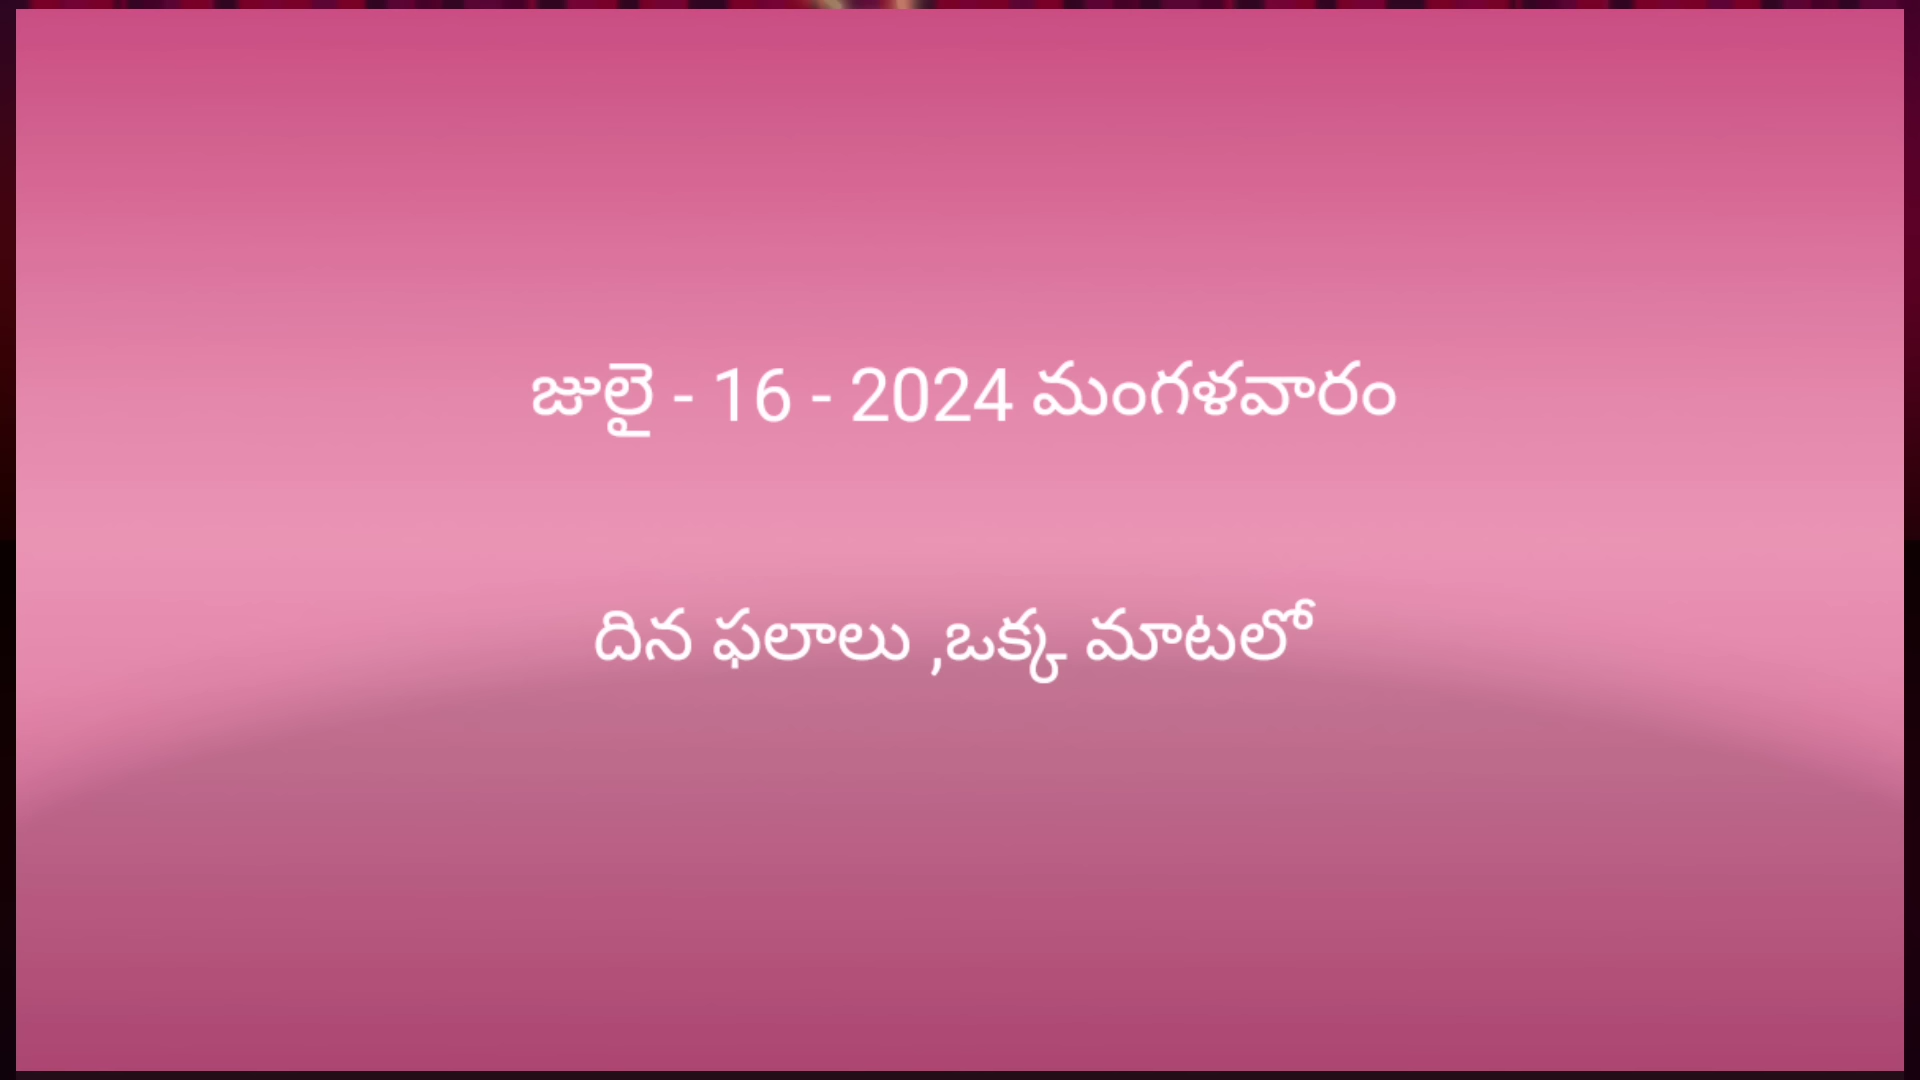 జులై - 16 - 2024 మంగళవారం
దిన ఫలాలు ,ఒక్క మాటలో